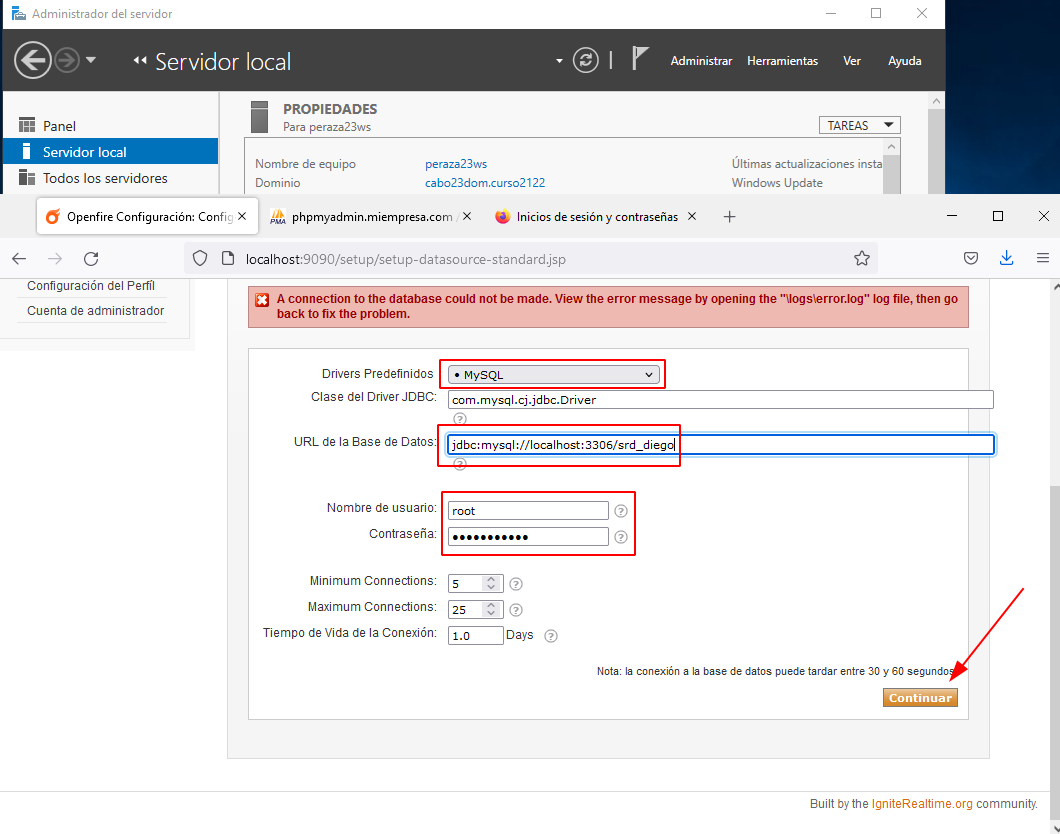 Administrador del servidor
Servidor local
Administrar Herramientas Ver Ayuda
Panel
Servidor local
Todos los servidores
PROPIEDADES
Para peraza23ws
TAREAS
Nombre de equipo peraza23ws Últimas actualizaciones insta
Dominio cabo23dom.curso2122 Windows Update
Openfire Configuración: Config
PMA phpmyadmin.miempresa.com /
Inicios de sesión y contraseñas
localhost:9090/setup/setup-datasource-standard.jsp
Configuración del Perfíl
Cuenta de administrador
A connection to the database could not be made. View the error message by opening the "\logs\error.log" log file, then go
back to fix the problem.
Drivers Predefinidos • MySQL
Clase del Driver JDBC: com.mysql.cj.jdbc.Driver
?
URL de la Base de Datos: jdbc:mysql://localhost:3306/srd_diego
?
Nombre de usuario: root ?
Contraseña: ••••••••••• ?
Minimum Connections: 5 ?
Maximum Connections: 25 ?
Tiempo de Vida de la Conexión: 1.0 Days ?
Nota: la conexión a la base de datos puede tardar entre 30 y 60 segundos
Continuar
Built by the IgniteRealtime.org community.